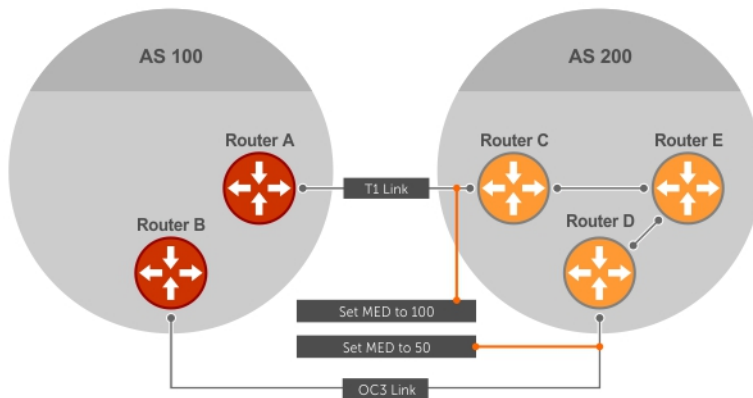 AS 100
AS 200
Router A
Router C
Router E
T1 Link
Router B
Router D
Set MED to 100
Set MED to 50
OC3 Link